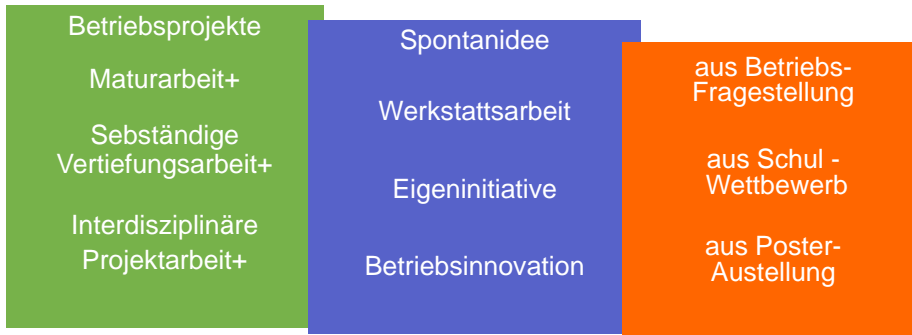 Betriebsprojekte
Maturarbeit+
Sebständige
Vertiefungsarbeit+
Interdisziplinäre
Projektarbeit+
Spontanidee
Werkstattsarbeit
Eigeninitiative
Betriebsinnovation
aus Betriebs-
Fragestellung
aus Schul -
Wettbewerb
aus Poster-
Austellung